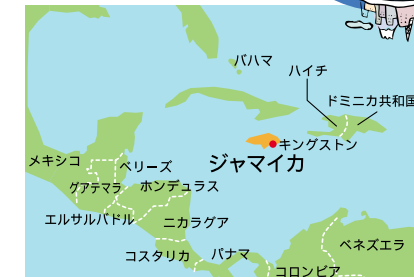 バハマ
ハイチ
ドミニカ共和国
キングストン
ジャマイカ
メキシコ
ベリーズ
グアテマラ
ホンデュラス
エルサルバドル
ニカラグア
コスタリカ
パナマ
ベネズエラ
コロンビア